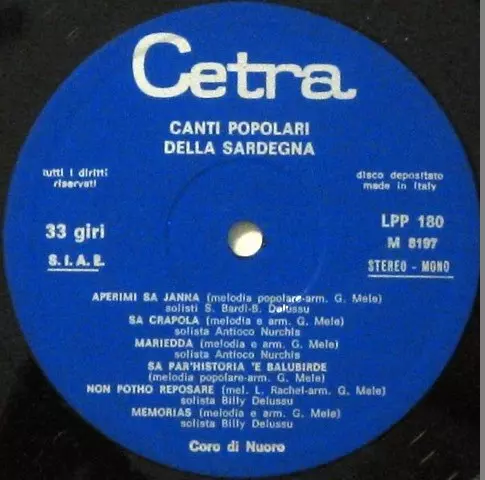 Cetra
CANTI POPOLARI
DELLA SARDEGNA
tutti i diritti
riservati
disco depositato
made in Italy
33 giri
LPP 180
M 8197
S.I.A.E.
STEREO - MONO
APERIMI SA JANNA (melodia popolare-arm. G. Mele)
solisti S. Bardi-B. Delussu
SA CRAPOLA (melodia e arm. G. Mele)
solista Antioco Nurchis
MARIEDDA (melodia e arm. G. Mele)
solista Antioco Nurchis
SA PAR'HISTORIA 'E BALUBIRDE
(melodia popolare-arm. G. Mele)
NON POTHO REPOSARE (mel. L. Rachel-arm. G. Mele)
solista Billy Delussu
MEMORIAS (melodia e arm. G. Mele)
solista Billy Delussu
Coro di Nuoro